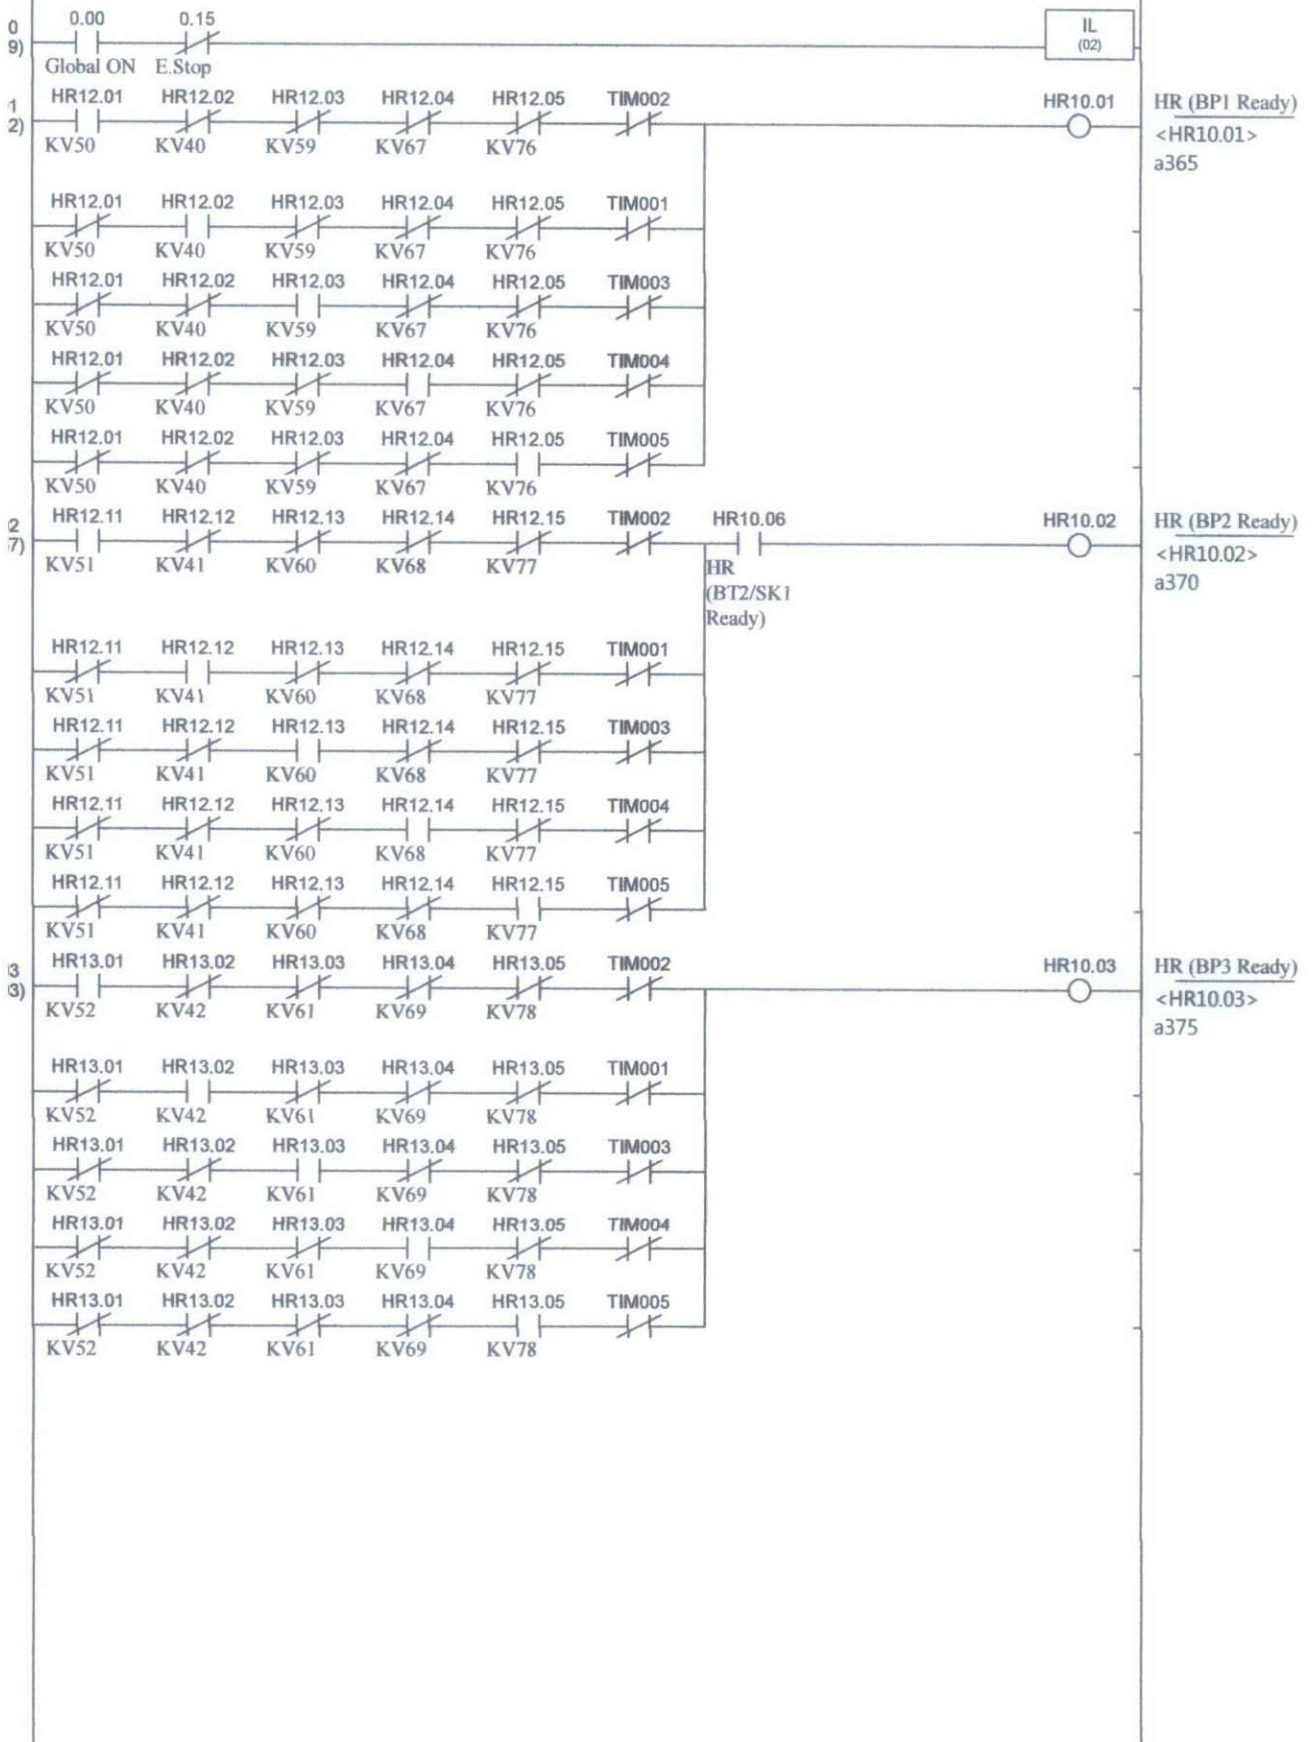 0.00 0.15
0
9)
IL
(02)
Global ON E.Stop
HR12.01 HR12.02 HR12.03 HR12.04 HR12.05 TIM002 HR10.01 HR (BP1 Ready)
1
2)
<HR10.01>
KV50 KV40 KV59 KV67 KV76
a365
HR12.01 HR12.02 HR12.03 HR12.04 HR12.05 TIM001
KV50 KV40 KV59 KV67 KV76
HR12.01 HR12.02 HR12.03 HR12.04 HR12.05 TIM003
KV50 KV40 KV59 KV67 KV76
HR12.01 HR12.02 HR12.03 HR12.04 HR12.05 TIM004
KV50 KV40 KV59 KV67 KV76
HR12.01 HR12.02 HR12.03 HR12.04 HR12.05 TIM005
KV50 KV40 KV59 KV67 KV76
HR12.11 HR12.12 HR12.13 HR12.14 HR12.15 TIM002 HR10.06 HR10.02 HR (BP2 Ready)
2
7)
<HR10.02>
KV51 KV41 KV60 KV68 KV77 HR
a370
(BT2/SK1
Ready)
HR12.11 HR12.12 HR12.13 HR12.14 HR12.15 TIM001
KV51 KV41 KV60 KV68 KV77
HR12.11 HR12.12 HR12.13 HR12.14 HR12.15 TIM003
KV51 KV41 KV60 KV68 KV77
HR12.11 HR12.12 HR12.13 HR12.14 HR12.15 TIM004
KV51 KV41 KV60 KV68 KV77
HR12.11 HR12.12 HR12.13 HR12.14 HR12.15 TIM005
KV51 KV41 KV60 KV68 KV77
HR13.01 HR13.02 HR13.03 HR13.04 HR13.05 TIM002 HR10.03 HR (BP3 Ready)
3
3)
<HR10.03>
KV52 KV42 KV61 KV69 KV78
a375
HR13.01 HR13.02 HR13.03 HR13.04 HR13.05 TIM001
KV52 KV42 KV61 KV69 KV78
HR13.01 HR13.02 HR13.03 HR13.04 HR13.05 TIM003
KV52 KV42 KV61 KV69 KV78
HR13.01 HR13.02 HR13.03 HR13.04 HR13.05 TIM004
KV52 KV42 KV61 KV69 KV78
HR13.01 HR13.02 HR13.03 HR13.04 HR13.05 TIM005
KV52 KV42 KV61 KV69 KV78